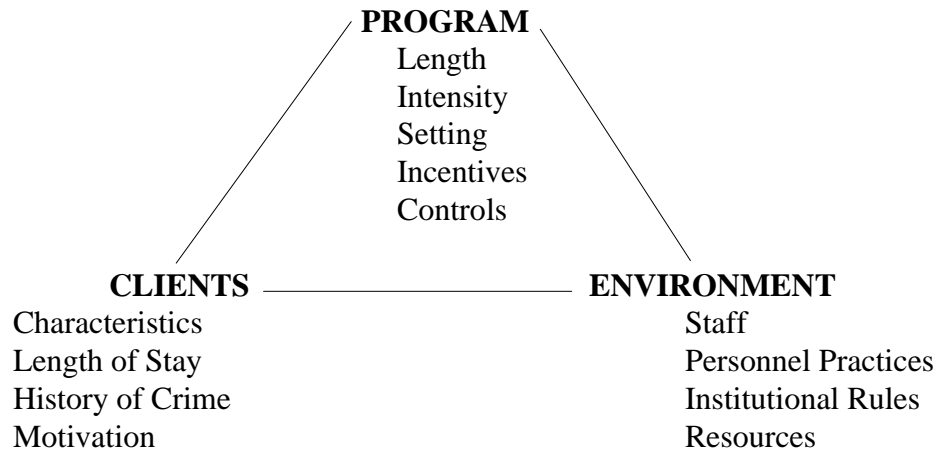 PROGRAM
Length
Intensity
Setting
Incentives
Controls
CLIENTS
Characteristics
Length of Stay
History of Crime
Motivation
ENVIRONMENT
Staff
Personnel Practices
Institutional Rules
Resources